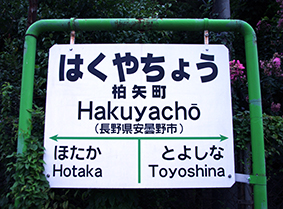 はくやちょう
柏矢町
Hakuyachō
(長野県安曇野市)
ほたか とよしな
Hotaka Toyoshina